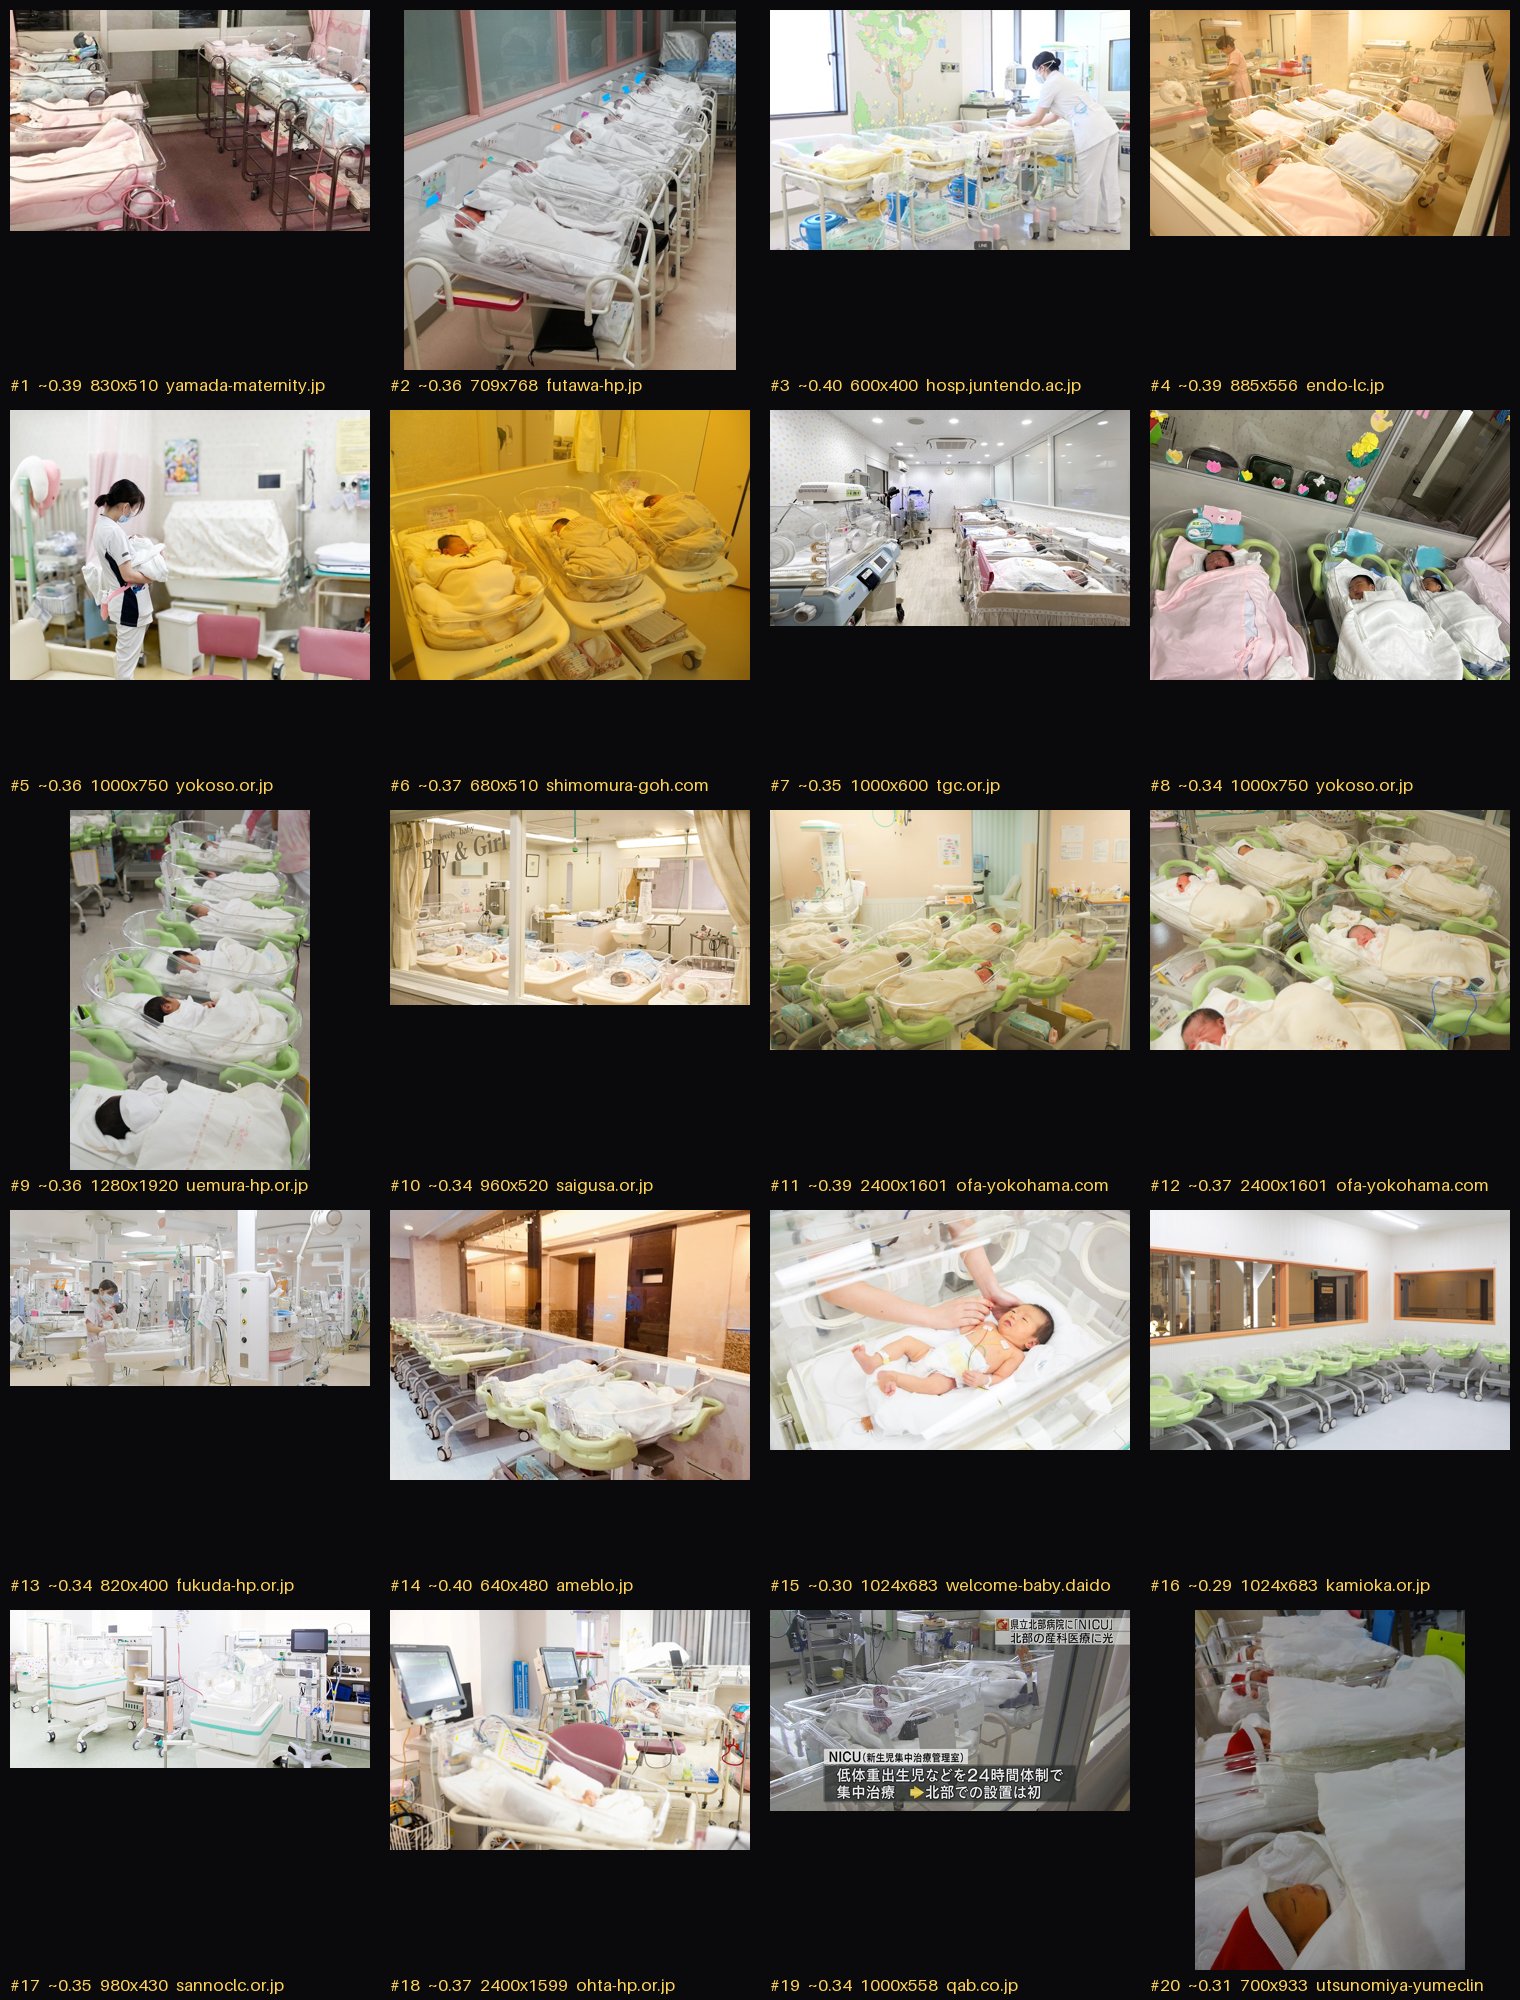 #1 ~0.39 830x510 yamada-maternity.jp
#2 ~0.36 709x768 futawa-hp.jp
LINE
#3 ~0.40 600x400 hosp.juntendo.ac.jp
#4 ~0.39 885x556 endo-lc.jp
#5 ~0.36 1000x750 yokoso.or.jp
#6 ~0.37 680x510 shimomura-goh.com
#7 ~0.35 1000x600 tgc.or.jp
#8 ~0.34 1000x750 yokoso.or.jp
#9 ~0.36 1280x1920 uemura-hp.or.jp
Boy & Girl
#10 ~0.34 960x520 saigusa.or.jp
#11 ~0.39 2400x1601 ofa-yokohama.com
#12 ~0.37 2400x1601 ofa-yokohama.com
#13 ~0.34 820x400 fukuda-hp.or.jp
#14 ~0.40 640x480 ameblo.jp
#15 ~0.30 1024x683 welcome-baby.daido
#16 ~0.29 1024x683 kamioka.or.jp
#17 ~0.35 980x430 sannoclc.or.jp
#18 ~0.37 2400x1599 ohta-hp.or.jp
県立北部病院に「NICU」
北部の産科医療に光
NICU(新生児集中治療管理室)
低体重出生児などを24時間体制で
集中治療 ➡北部での設置は初
#19 ~0.34 1000x558 qab.co.jp
#20 ~0.31 700x933 utsunomiya-yumeclin